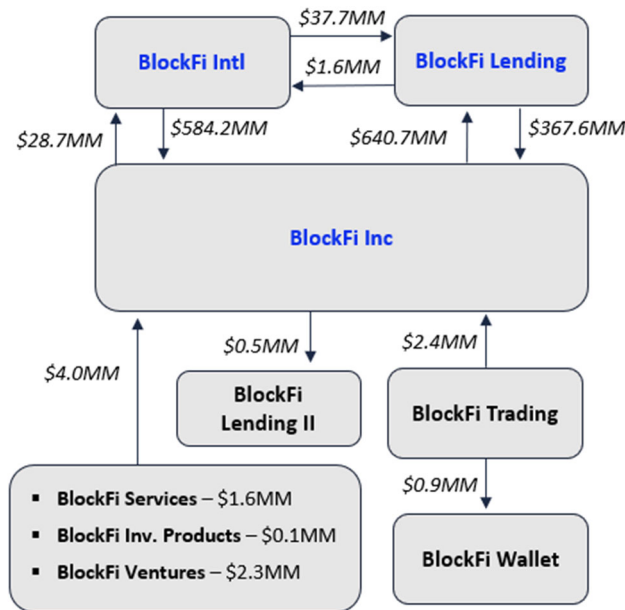 $37.7MM
BlockFi Intl
BlockFi Lending
$1.6MM
$28.7MM
$584.2MM
$640.7MM
$367.6MM
BlockFi Inc
$4.0MM
$0.5MM
$2.4MM
BlockFi
Lending II
BlockFi Trading
▪ BlockFi Services – $1.6MM
▪ BlockFi Inv. Products – $0.1MM
▪ BlockFi Ventures – $2.3MM
$0.9MM
BlockFi Wallet